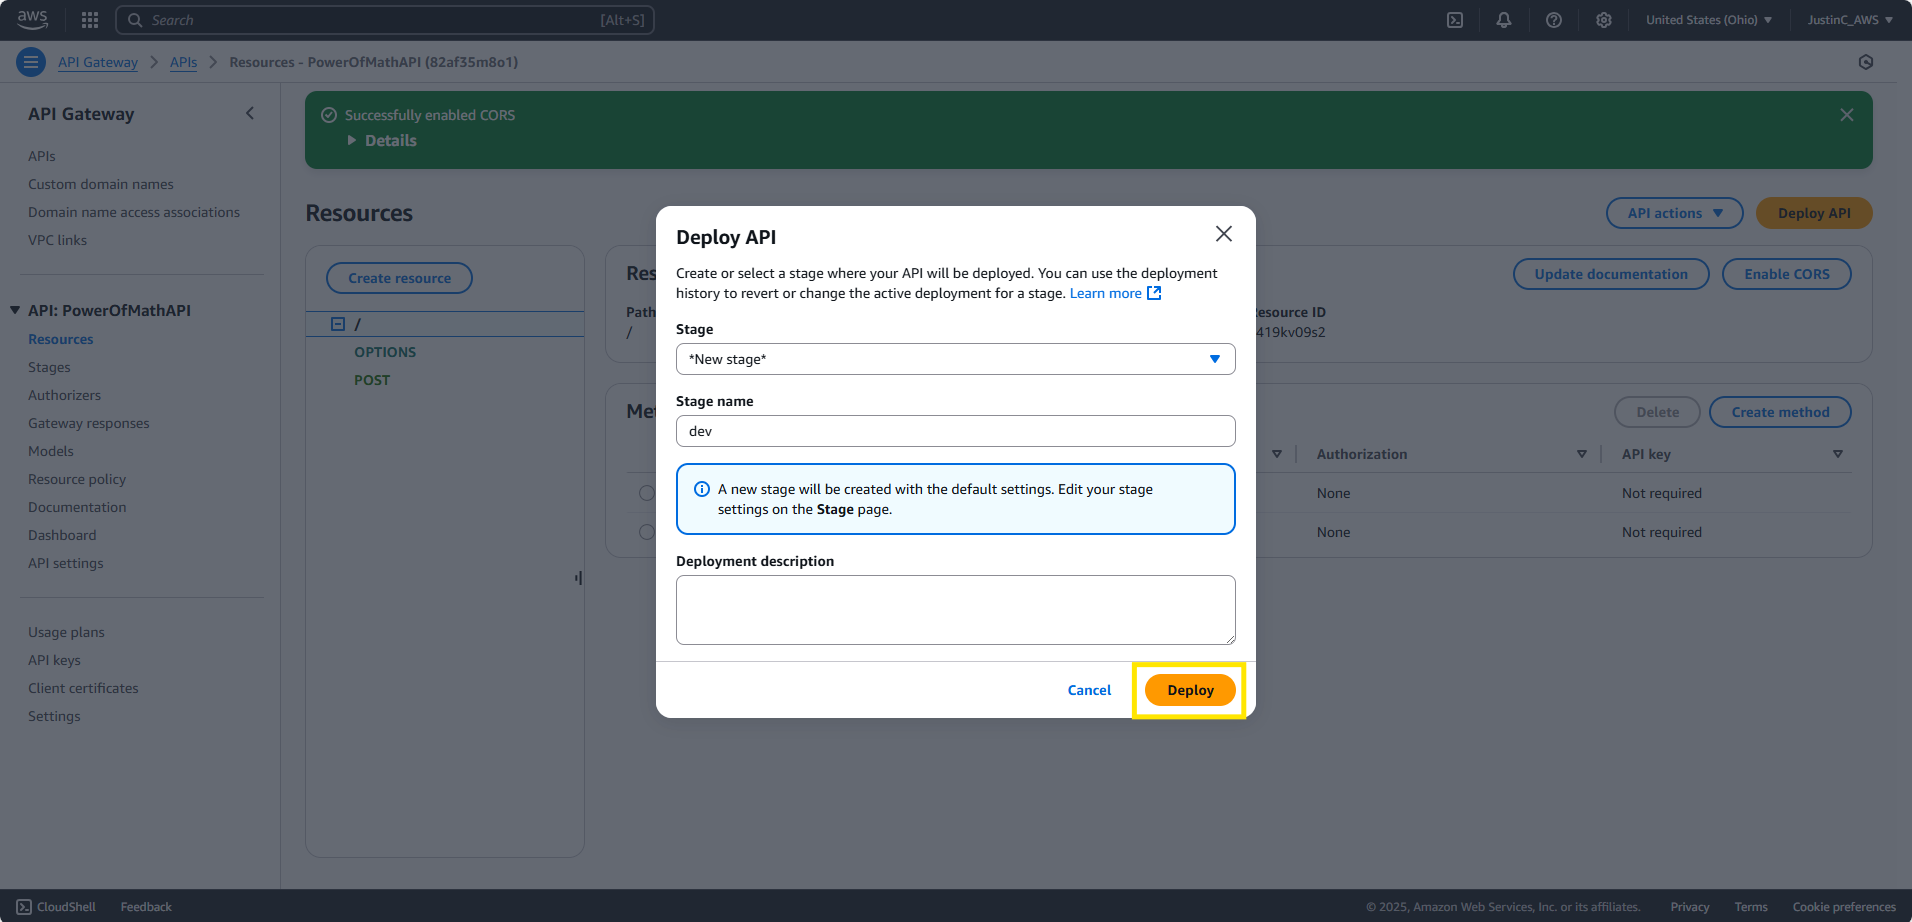 aws
Search
[Alt+S]
United States (Ohio)
JustinC_AWS
API Gateway
APIs
Resources - PowerOfMathAPI (82af35m8o1)
API Gateway
APIs
Custom domain names
Domain name access associations
VPC links
API: PowerOfMathAPI
Resources
Stages
Authorizers
Gateway responses
Models
Resource policy
Documentation
Dashboard
API settings
Usage plans
API keys
Client certificates
Settings
Successfully enabled CORS
Details
Resources
API actions
Deploy API
Create resource
/
OPTIONS
POST
Update documentation
Enable CORS
Path
/
419kv09s2
Delete
Create method
Authorization
API key
None
Not required
None
Not required
Deploy API
Create or select a stage where your API will be deployed. You can use the deployment
history to revert or change the active deployment for a stage. Learn more
Stage
*New stage*
Stage name
dev
A new stage will be created with the default settings. Edit your stage
settings on the Stage page.
Deployment description
Cancel
Deploy
CloudShell
Feedback
© 2025, Amazon Web Services, Inc. or its affiliates.
Privacy
Terms
Cookie preferences